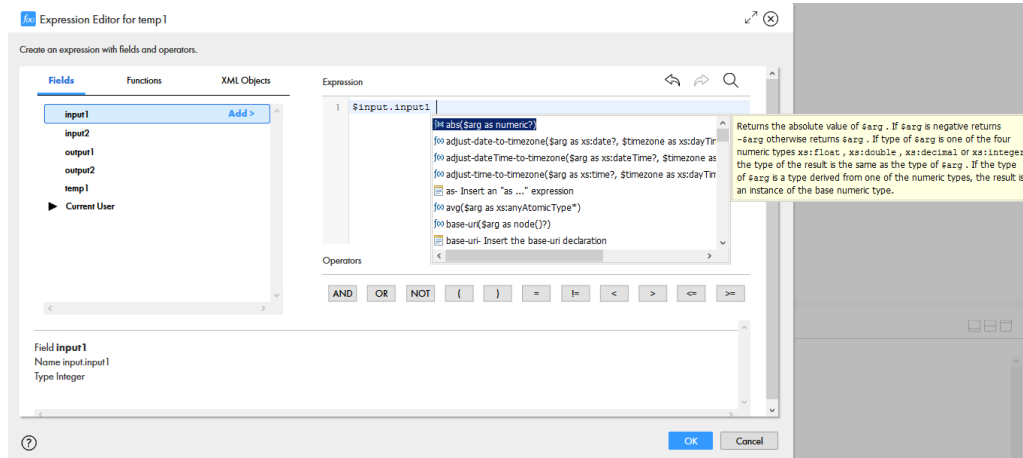 f(x) Expression Editor for temp1
Create an expression with fields and operators.
Fields Functions XML Objects
input1 Add >
input2
output1
output2
temp1
Current User
Expression
1 $input.input1
f(x) abs($arg as numeric?)
f(x) adjust-date-to-timezone($arg as xs:date?, $timezone as xs:dayTim
f(x) adjust-dateTime-to-timezone($arg as xs:dateTime?, $timezone as
f(x) adjust-time-to-timezone($arg as xs:time?, $timezone as xs:dayTim
as- Insert an "as ..." expression
f(x) avg($arg as xs:anyAtomicType*)
f(x) base-uri($arg as node()?)
base-uri- Insert the base-uri declaration
Returns the absolute value of $arg. If $arg is negative returns
-$arg otherwise returns $arg. If type of $arg is one of the four
numeric types xs:float, xs:double, xs:decimal or xs:integer
the type of the result is the same as the type of $arg. If the type
of $arg is a type derived from one of the numeric types, the result is
an instance of the base numeric type.
Operators
AND OR NOT ( ) = != < > <= >=
Field input1
Name input.input1
Type Integer
?
OK Cancel